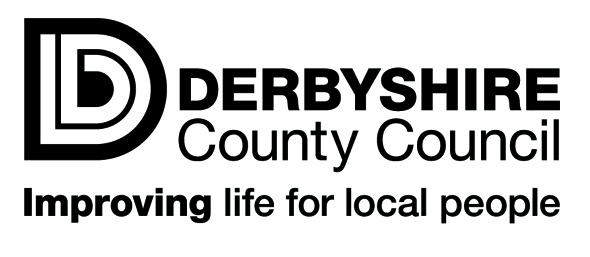 DERBYSHIRE
County Council
Improving life for local people